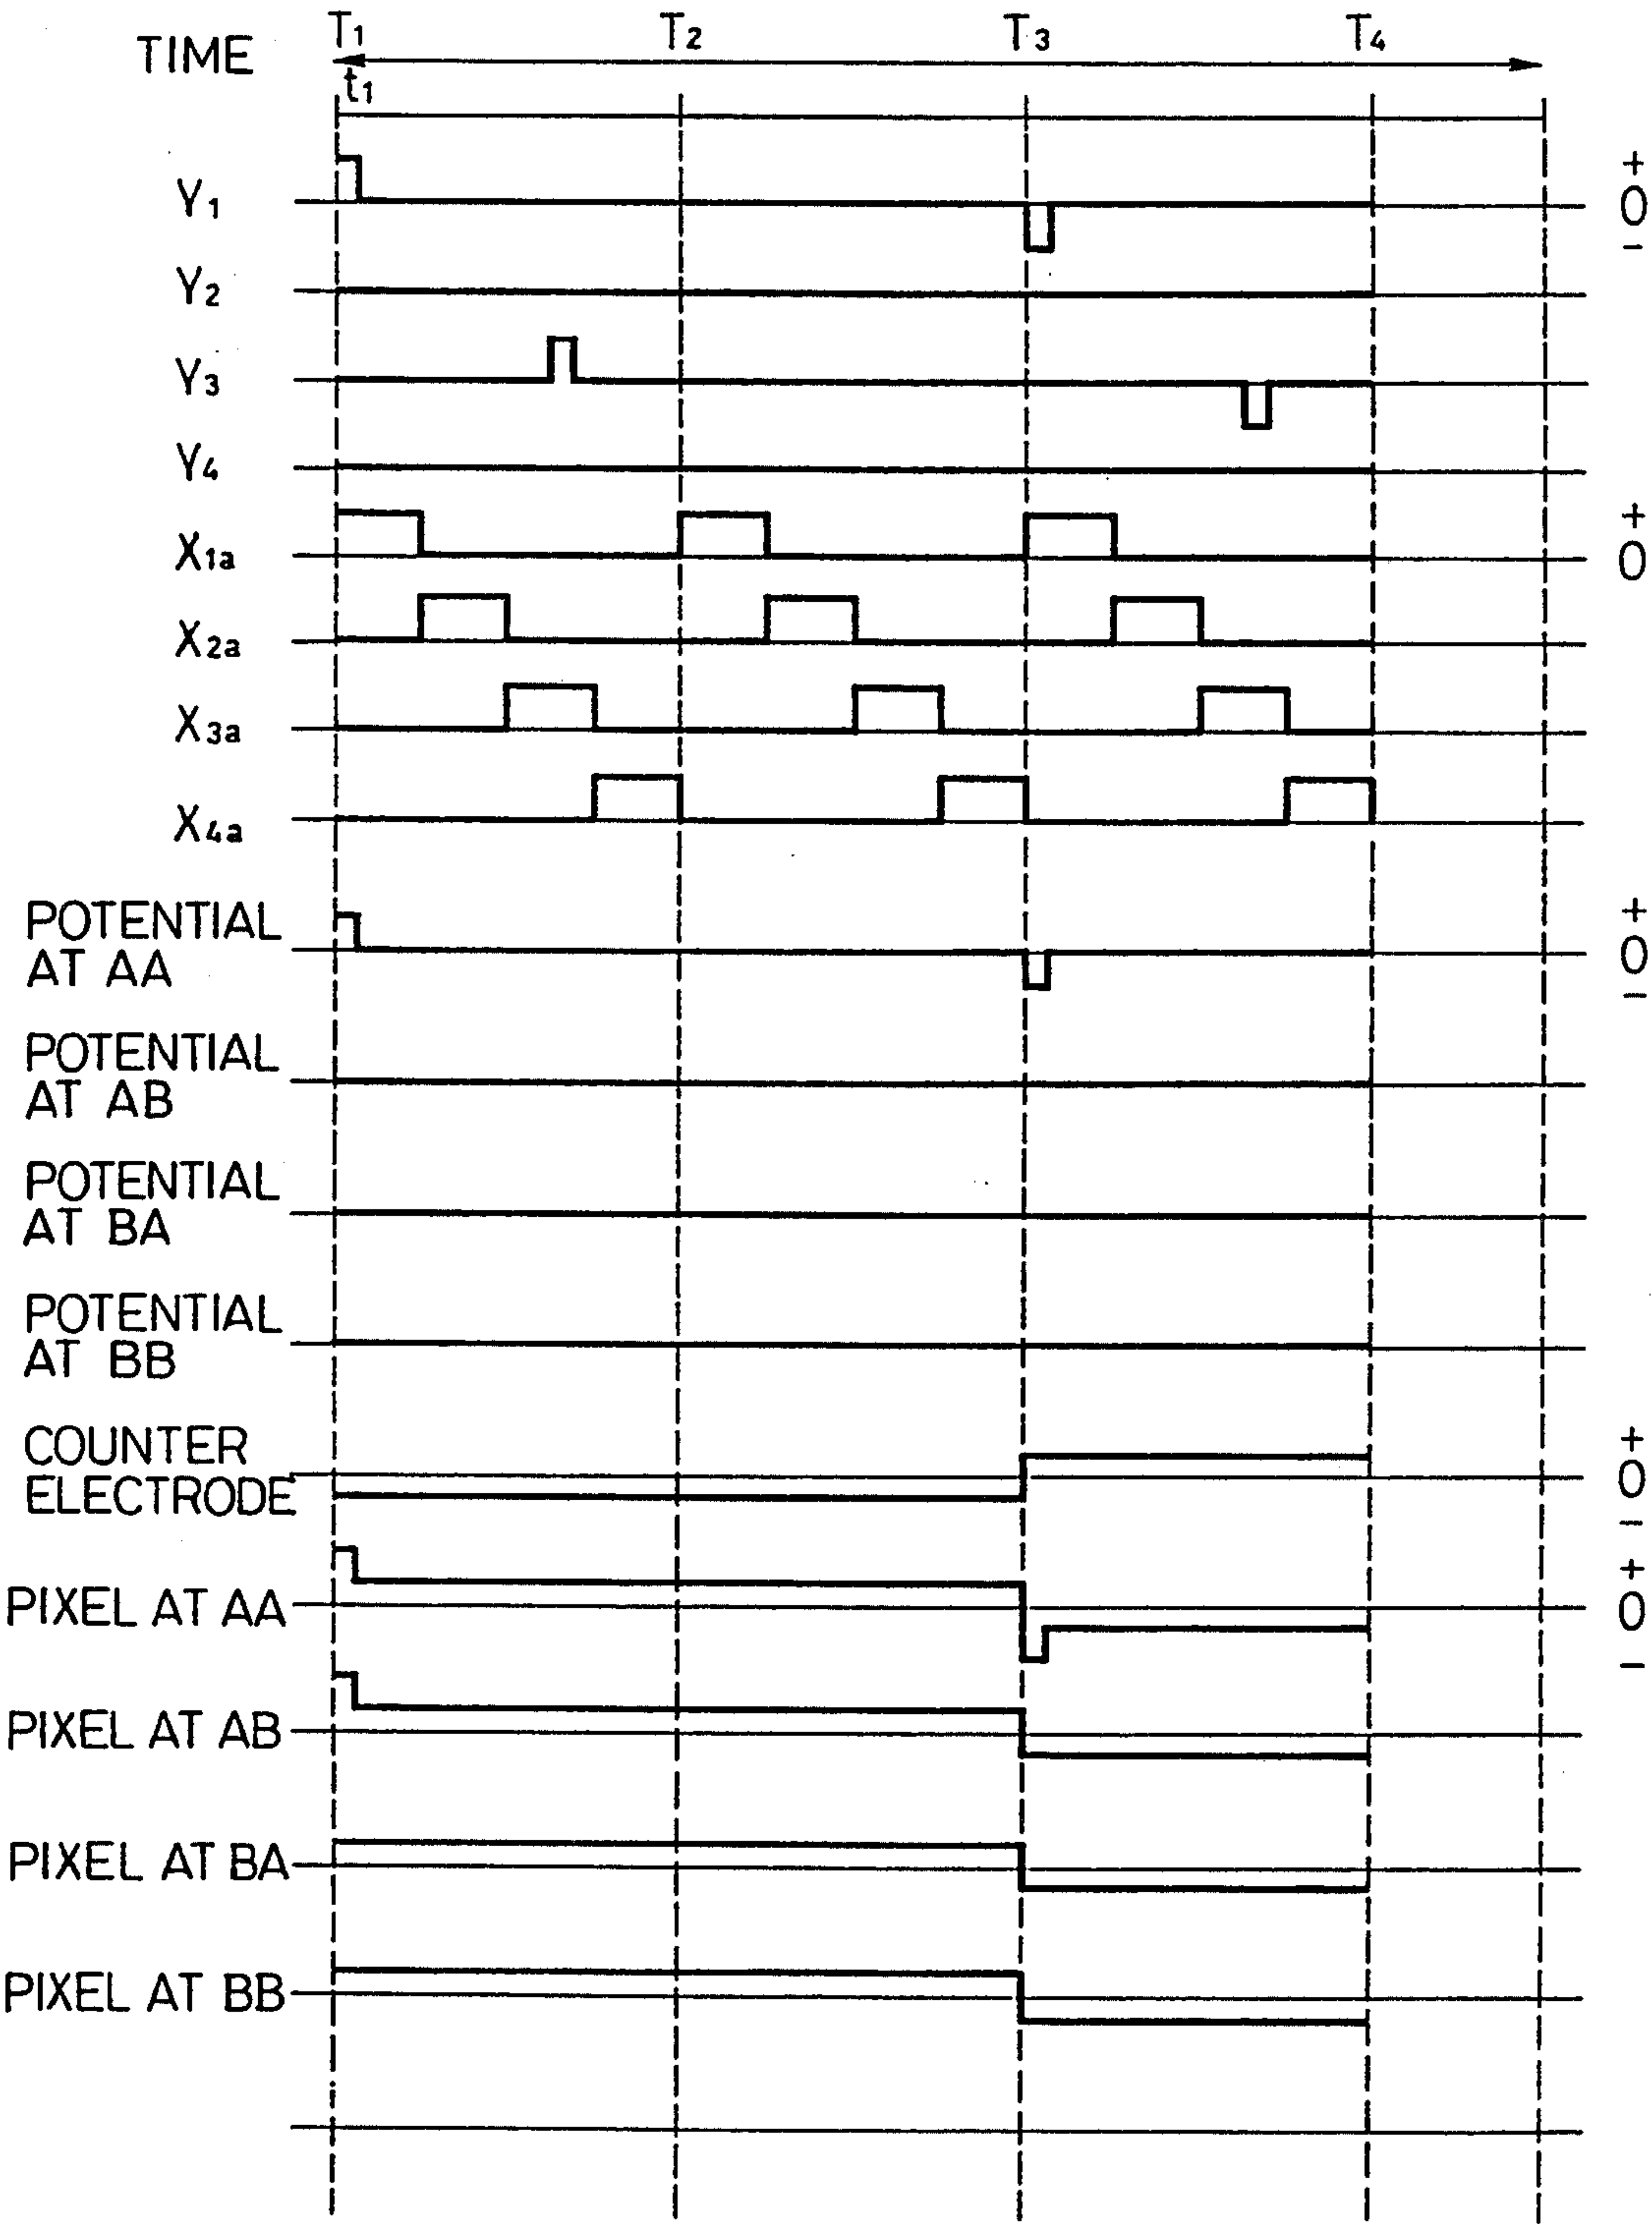 T1 T2 T3 T4
TIME
t1
Y1 + 0 -
Y2
Y3
Y4
X1a + 0
X2a
X3a
X4a
POTENTIAL
AT AA + 0 -
POTENTIAL
AT AB
POTENTIAL
AT BA
POTENTIAL
AT BB
COUNTER
ELECTRODE + 0 -
PIXEL AT AA + 0 -
PIXEL AT AB
PIXEL AT BA
PIXEL AT BB